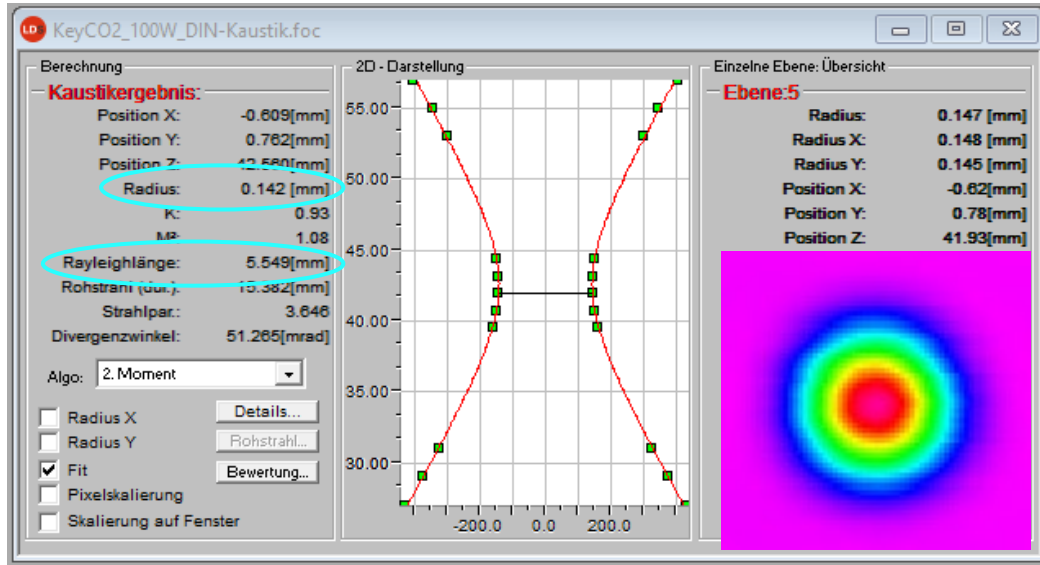 LD
KeyCO2_100W_DIN-Kaustik.foc
Berechnung
Kaustikergebnis:
Position X: -0.609[mm]
Position Y: 0.762[mm]
Position Z: 42.560[mm]
Radius: 0.142 [mm]
K: 0.93
M²: 1.08
Rayleighlänge: 5.549[mm]
Rohstrahl (dur.): 15.382[mm]
Strahlpar.: 3.646
Divergenzwinkel: 51.265[mrad]
Algo: 2. Moment
Radius X
Details...
Radius Y
Rohstrahl...
Fit
Bewertung...
Pixelskalierung
Skalierung auf Fenster
2D - Darstellung
55.00
50.00
45.00
40.00
35.00
30.00
-200.0 0.0 200.0
Einzelne Ebene: Übersicht
Ebene:5
Radius: 0.147 [mm]
Radius X: 0.148 [mm]
Radius Y: 0.145 [mm]
Position X: -0.62[mm]
Position Y: 0.78[mm]
Position Z: 41.93[mm]